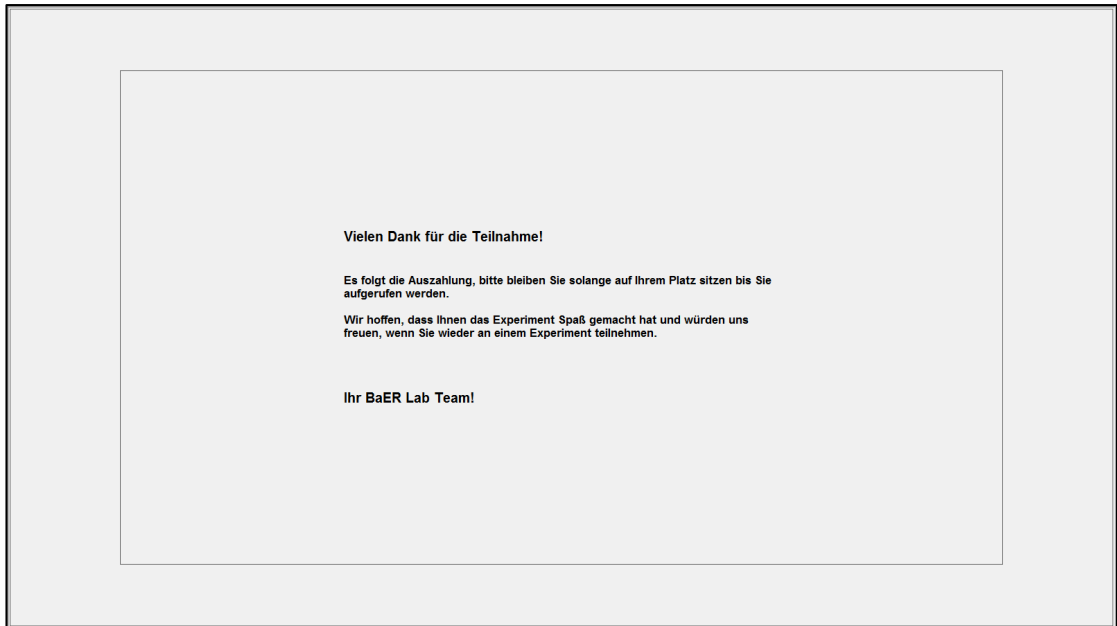 Vielen Dank für die Teilnahme!
Es folgt die Auszahlung, bitte bleiben Sie solange auf Ihrem Platz sitzen bis Sie
aufgerufen werden.
Wir hoffen, dass Ihnen das Experiment Spaß gemacht hat und würden uns
freuen, wenn Sie wieder an einem Experiment teilnehmen.
Ihr BaER Lab Team!